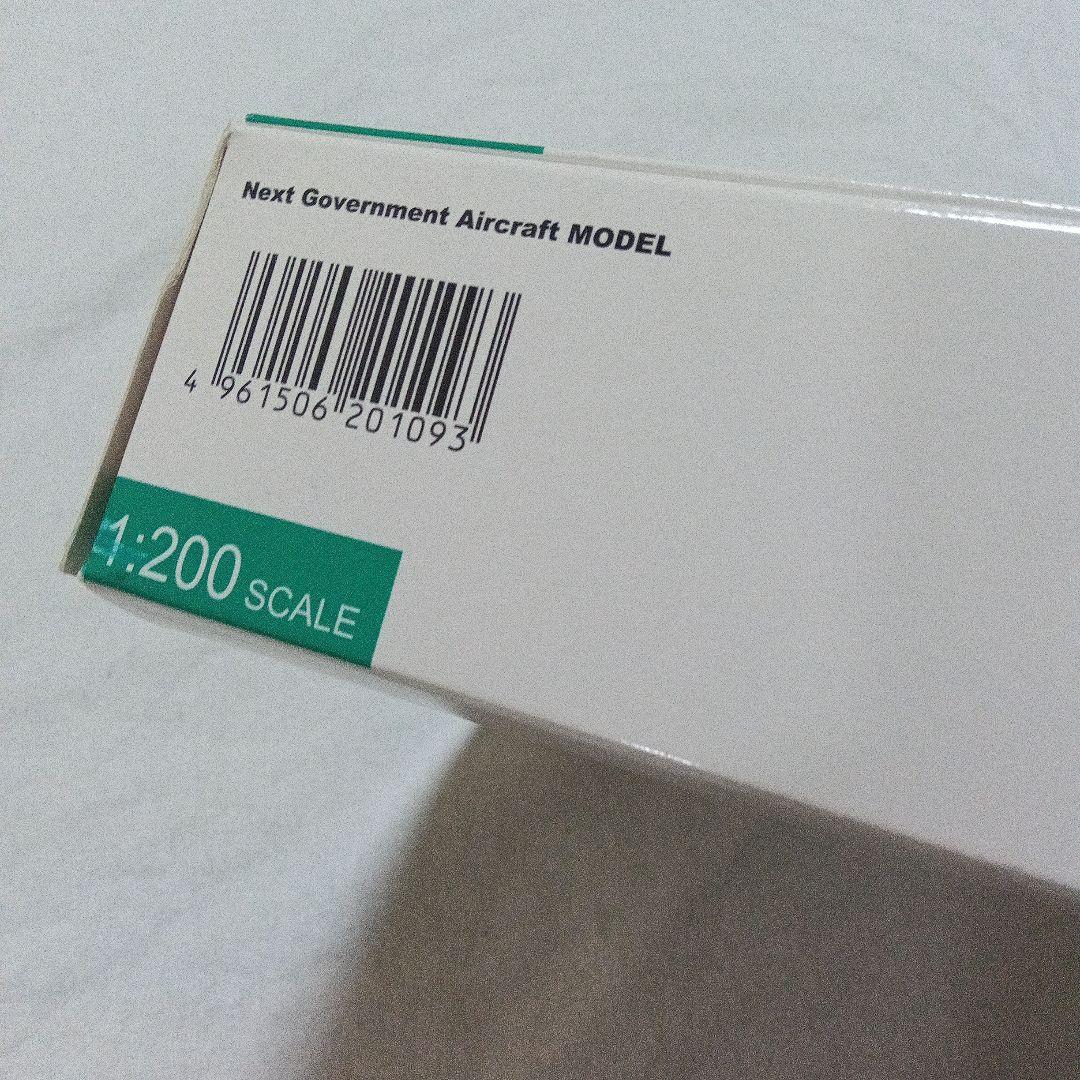 Next Government Aircraft MODEL
4 961506 201093
1:200 SCALE